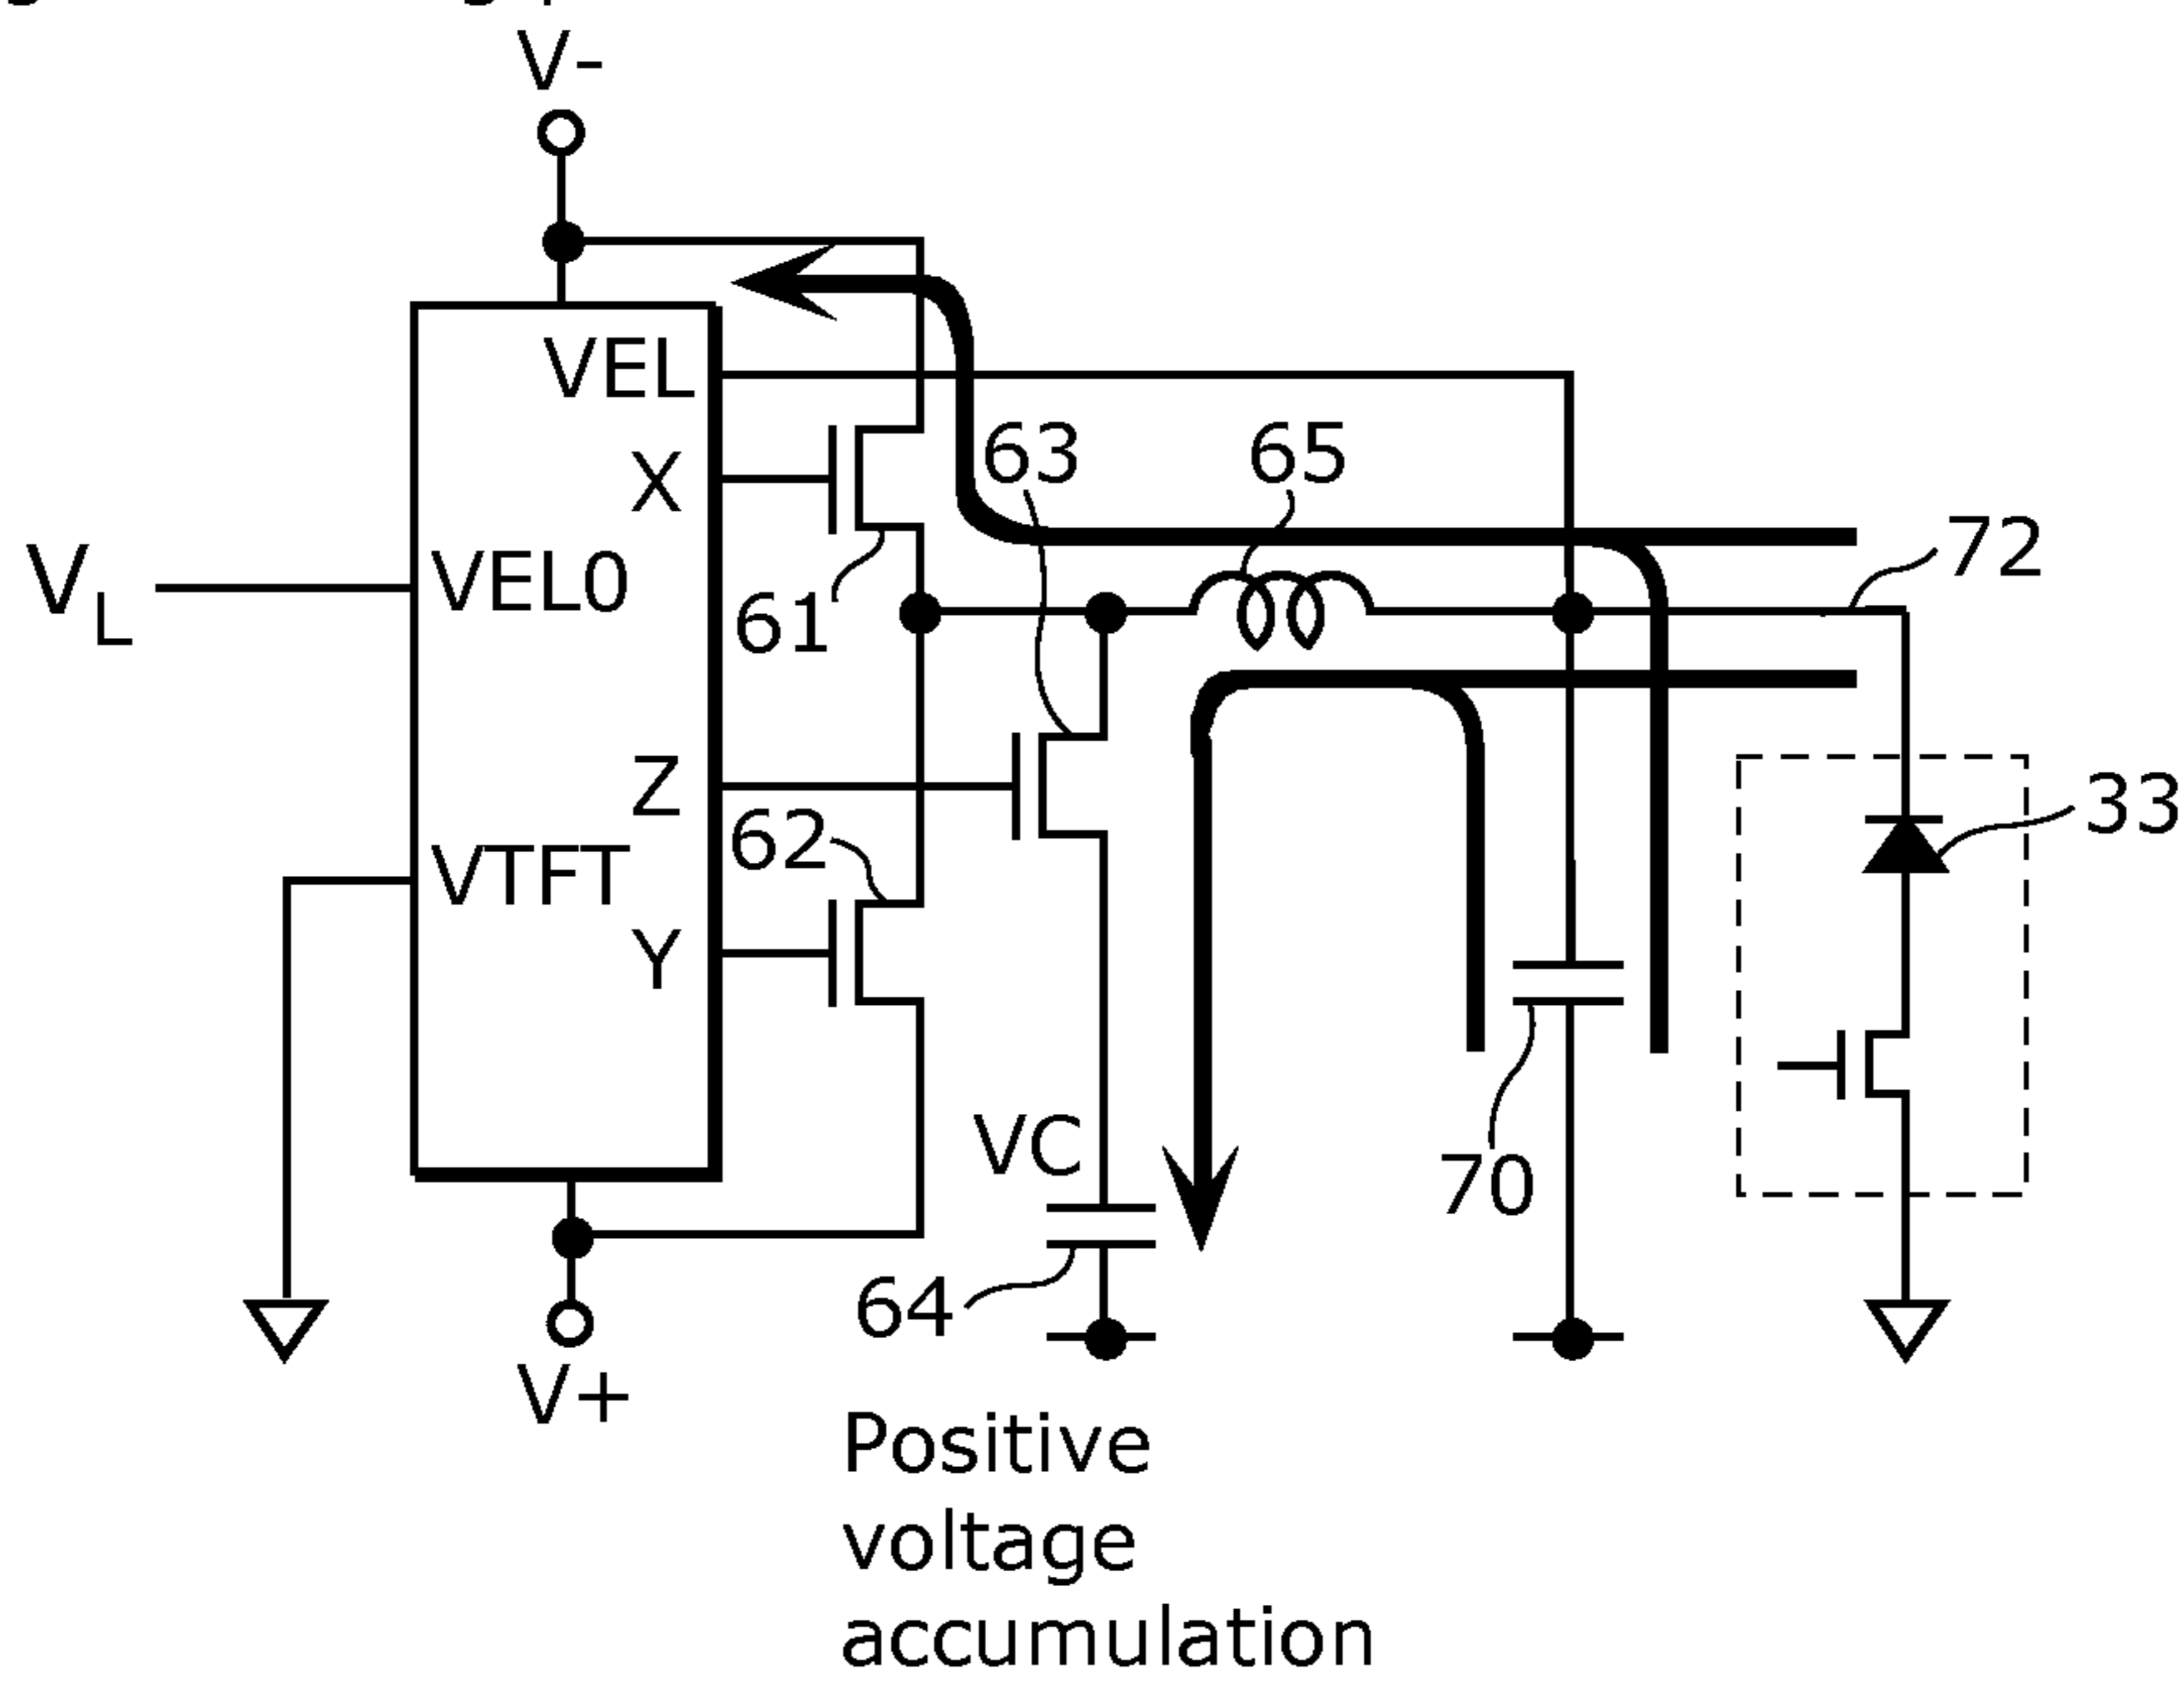 V-
VEL
X
63
65
72
VL
VEL0
61
Z
62
33
VTFT
Y
VC
70
64
V+
Positive
voltage
accumulation